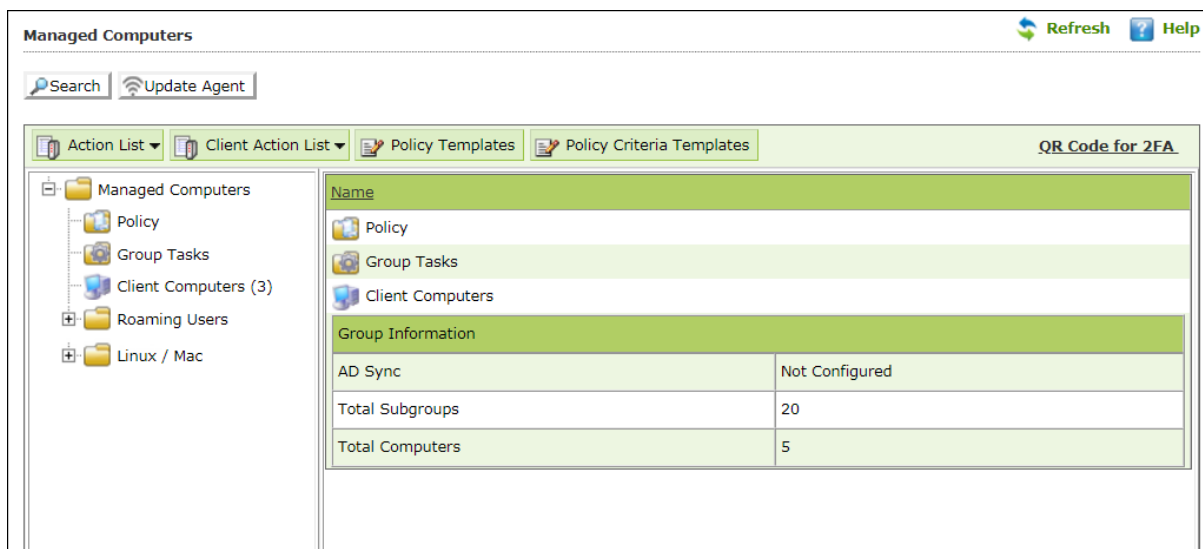 Managed Computers
Refresh
Help
Search
Update Agent
Action List
Client Action List
Policy Templates
Policy Criteria Templates
QR Code for 2FA
Managed Computers
Policy
Group Tasks
Client Computers (3)
Roaming Users
Linux / Mac
Name
Policy
Group Tasks
Client Computers
Group Information
AD Sync Not Configured
Total Subgroups 20
Total Computers 5